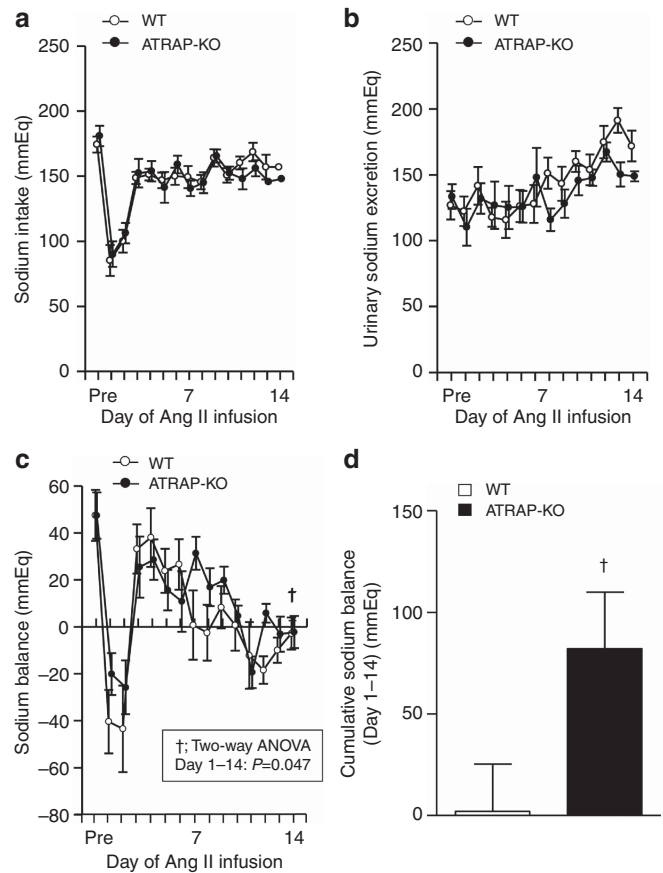 a
WT
ATRAP-KO
250
200
150
100
50
0
Sodium intake (mmEq)
Pre
7
14
Day of Ang II infusion
b
WT
ATRAP-KO
250
200
150
100
50
0
Urinary sodium excretion (mmEq)
Pre
7
14
Day of Ang II infusion
c
WT
ATRAP-KO
60
40
20
0
–20
–40
–60
–80
Sodium balance (mmEq)
†
†; Two-way ANOVA
Day 1–14: P=0.047
Pre
7
14
Day of Ang II infusion
d
WT
ATRAP-KO
150
100
50
0
Cumulative sodium balance
(Day 1–14) (mmEq)
†